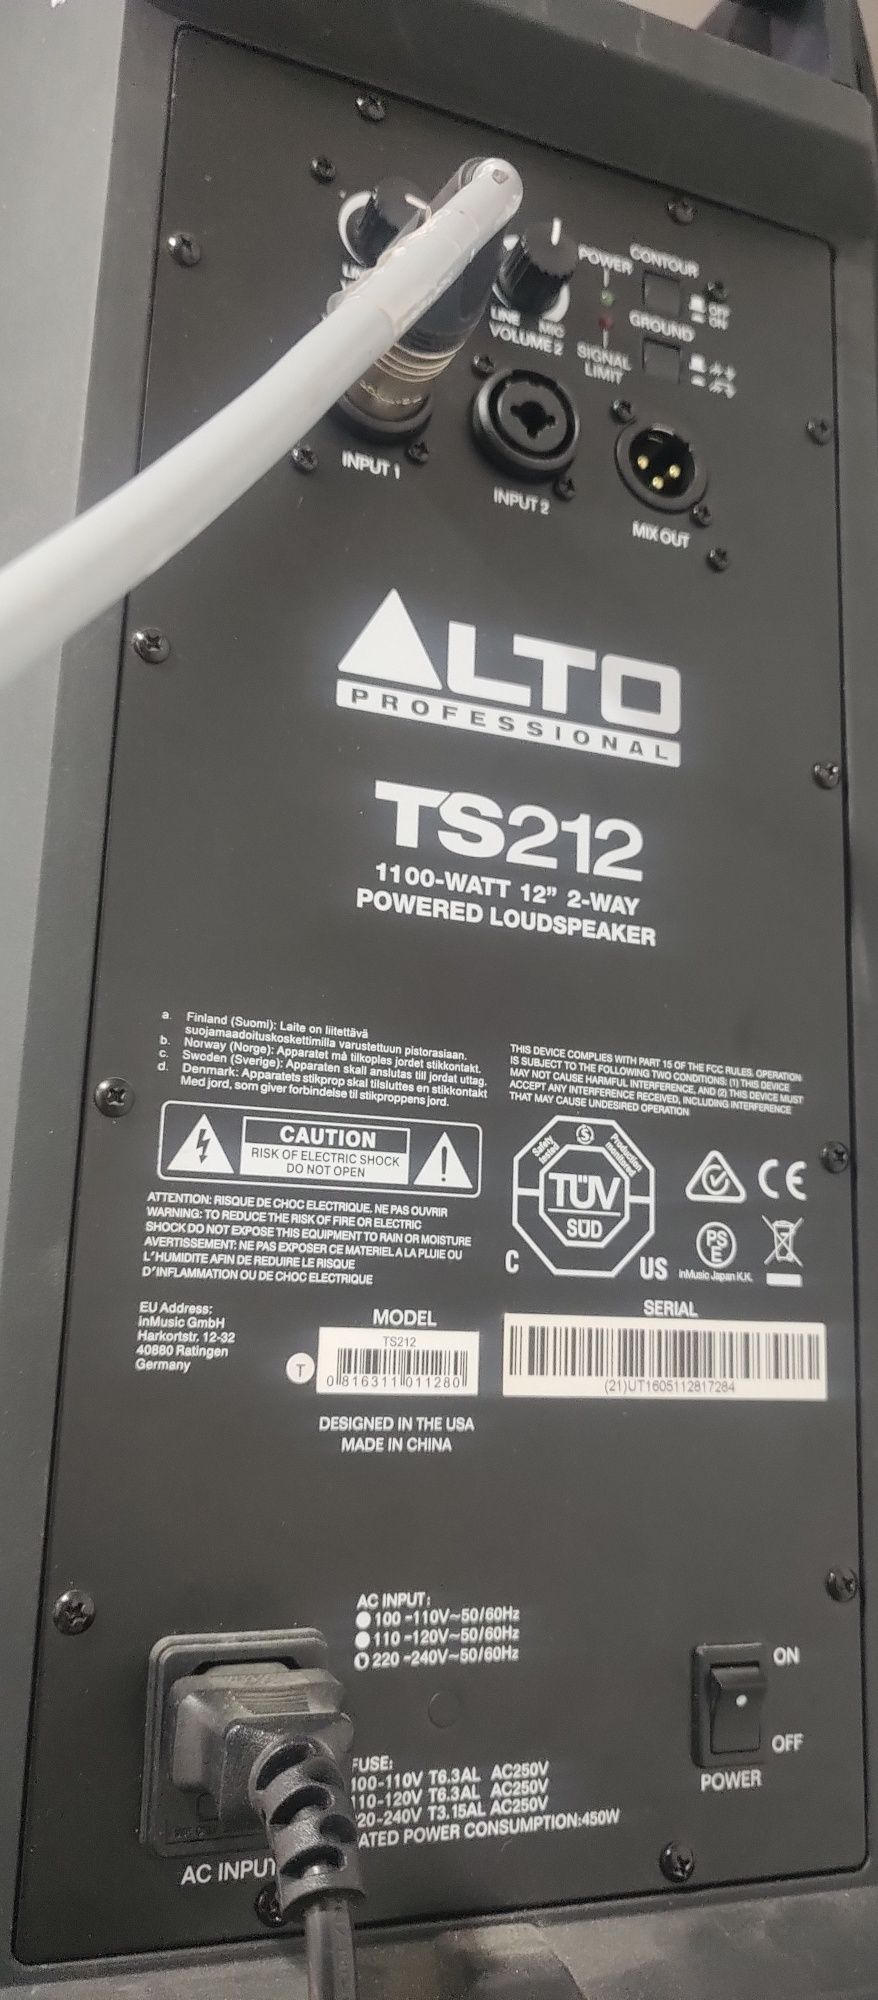 POWER
CONTOUR
OFF
ON
GROUND
LINE
MIC
VOLUME 2
SIGNAL
LIMIT
INPUT 1
INPUT 2
MIX OUT
ALTO
PROFESSIONAL
TS212
1100-WATT 12" 2-WAY
POWERED LOUDSPEAKER
a. Finland (Suomi): Laite on liitettävä
suojamaadoituskoskettimilla varustettuun pistorasiaan.
b. Norway (Norge): Apparatet må tilkoples jordet stikkontakt.
c. Sweden (Sverige): Apparaten skall anslutas till jordat uttag.
d. Denmark: Apparatets stikprop skal tilsluttes en stikkontakt
Med jord, som giver forbindelse til stikproppens jord.
THIS DEVICE COMPLIES WITH PART 15 OF THE FCC RULES. OPERATION
IS SUBJECT TO THE FOLLOWING TWO CONDITIONS: (1) THIS DEVICE
MAY NOT CAUSE HARMFUL INTERFERENCE, AND (2) THIS DEVICE MUST
ACCEPT ANY INTERFERENCE RECEIVED, INCLUDING INTERFERENCE
THAT MAY CAUSE UNDESIRED OPERATION
CAUTION
RISK OF ELECTRIC SHOCK
DO NOT OPEN
ATTENTION: RISQUE DE CHOC ELECTRIQUE. NE PAS OUVRIR
WARNING: TO REDUCE THE RISK OF FIRE OR ELECTRIC
SHOCK DO NOT EXPOSE THIS EQUIPMENT TO RAIN OR MOISTURE
AVERTISSEMENT: NE PAS EXPOSER CE MATERIEL A LA PLUIE OU
L'HUMIDITE AFIN DE REDUIRE LE RISQUE
D'INFLAMMATION OU DE CHOC ELECTRIQUE
Safety
tested
S
Production
monitored
TÜV
SÜD
C
US
CE
PS
E
inMusic Japan K.K.
EU Address:
inMusic GmbH
Harkortstr. 12-32
40880 Ratingen
Germany
MODEL
TS212
T
0 816311 011280
SERIAL
(21)UT1605112817284
DESIGNED IN THE USA
MADE IN CHINA
AC INPUT:
100-110V~50/60Hz
110-120V~50/60Hz
220-240V~50/60Hz
ON
OFF
POWER
FUSE:
100-110V T6.3AL AC250V
110-120V T6.3AL AC250V
20-240V T3.15AL AC250V
ATED POWER CONSUMPTION:450W
AC INPUT